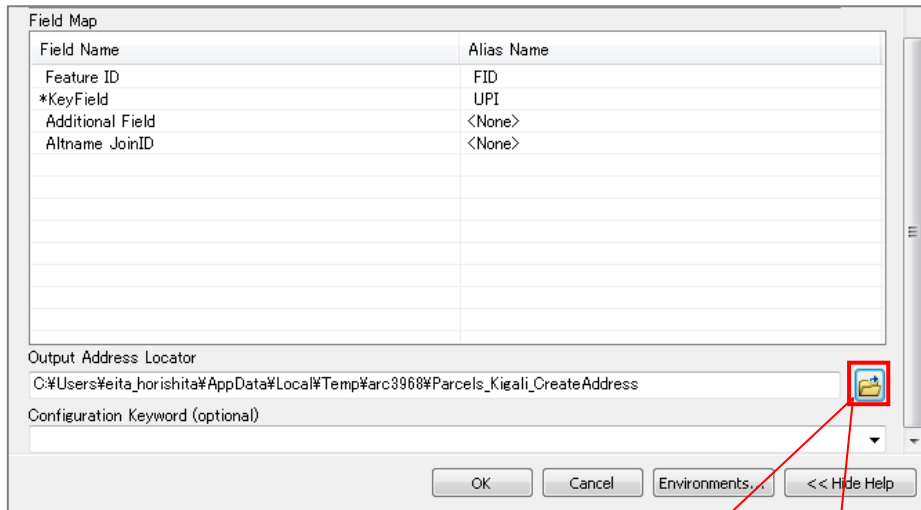 Field Map
Field Name Alias Name
Feature ID FID
*KeyField UPI
Additional Field <None>
Altname JoinID <None>
Output Address Locator
C:¥Users¥eita_horishita¥AppData¥Local¥Temp¥arc3968¥Parcels_Kigali_CreateAddress
Configuration Keyword (optional)
OK Cancel Environments... << Hide Help